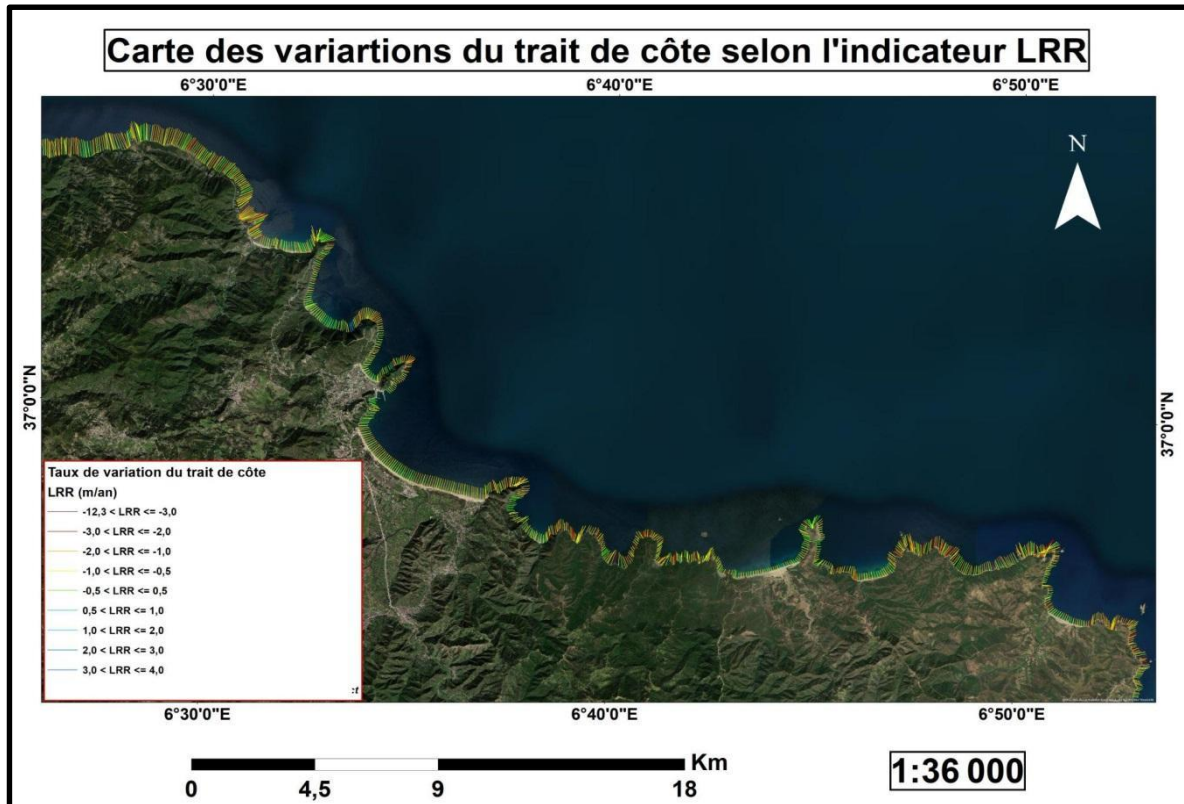 Carte des variartions du trait de côte selon l'indicateur LRR
6°30'0"E 6°40'0"E 6°50'0"E
N
37°0'0"N
37°0'0"N
Taux de variation du trait de côte
LRR (m/an)
-12,3 < LRR <= -3,0
-3,0 < LRR <= -2,0
-2,0 < LRR <= -1,0
-1,0 < LRR <= -0,5
-0,5 < LRR <= 0,5
0,5 < LRR <= 1,0
1,0 < LRR <= 2,0
2,0 < LRR <= 3,0
3,0 < LRR <= 4,0
:t
6°30'0"E 6°40'0"E 6°50'0"E
Km
0 4,5 9 18
1:36 000